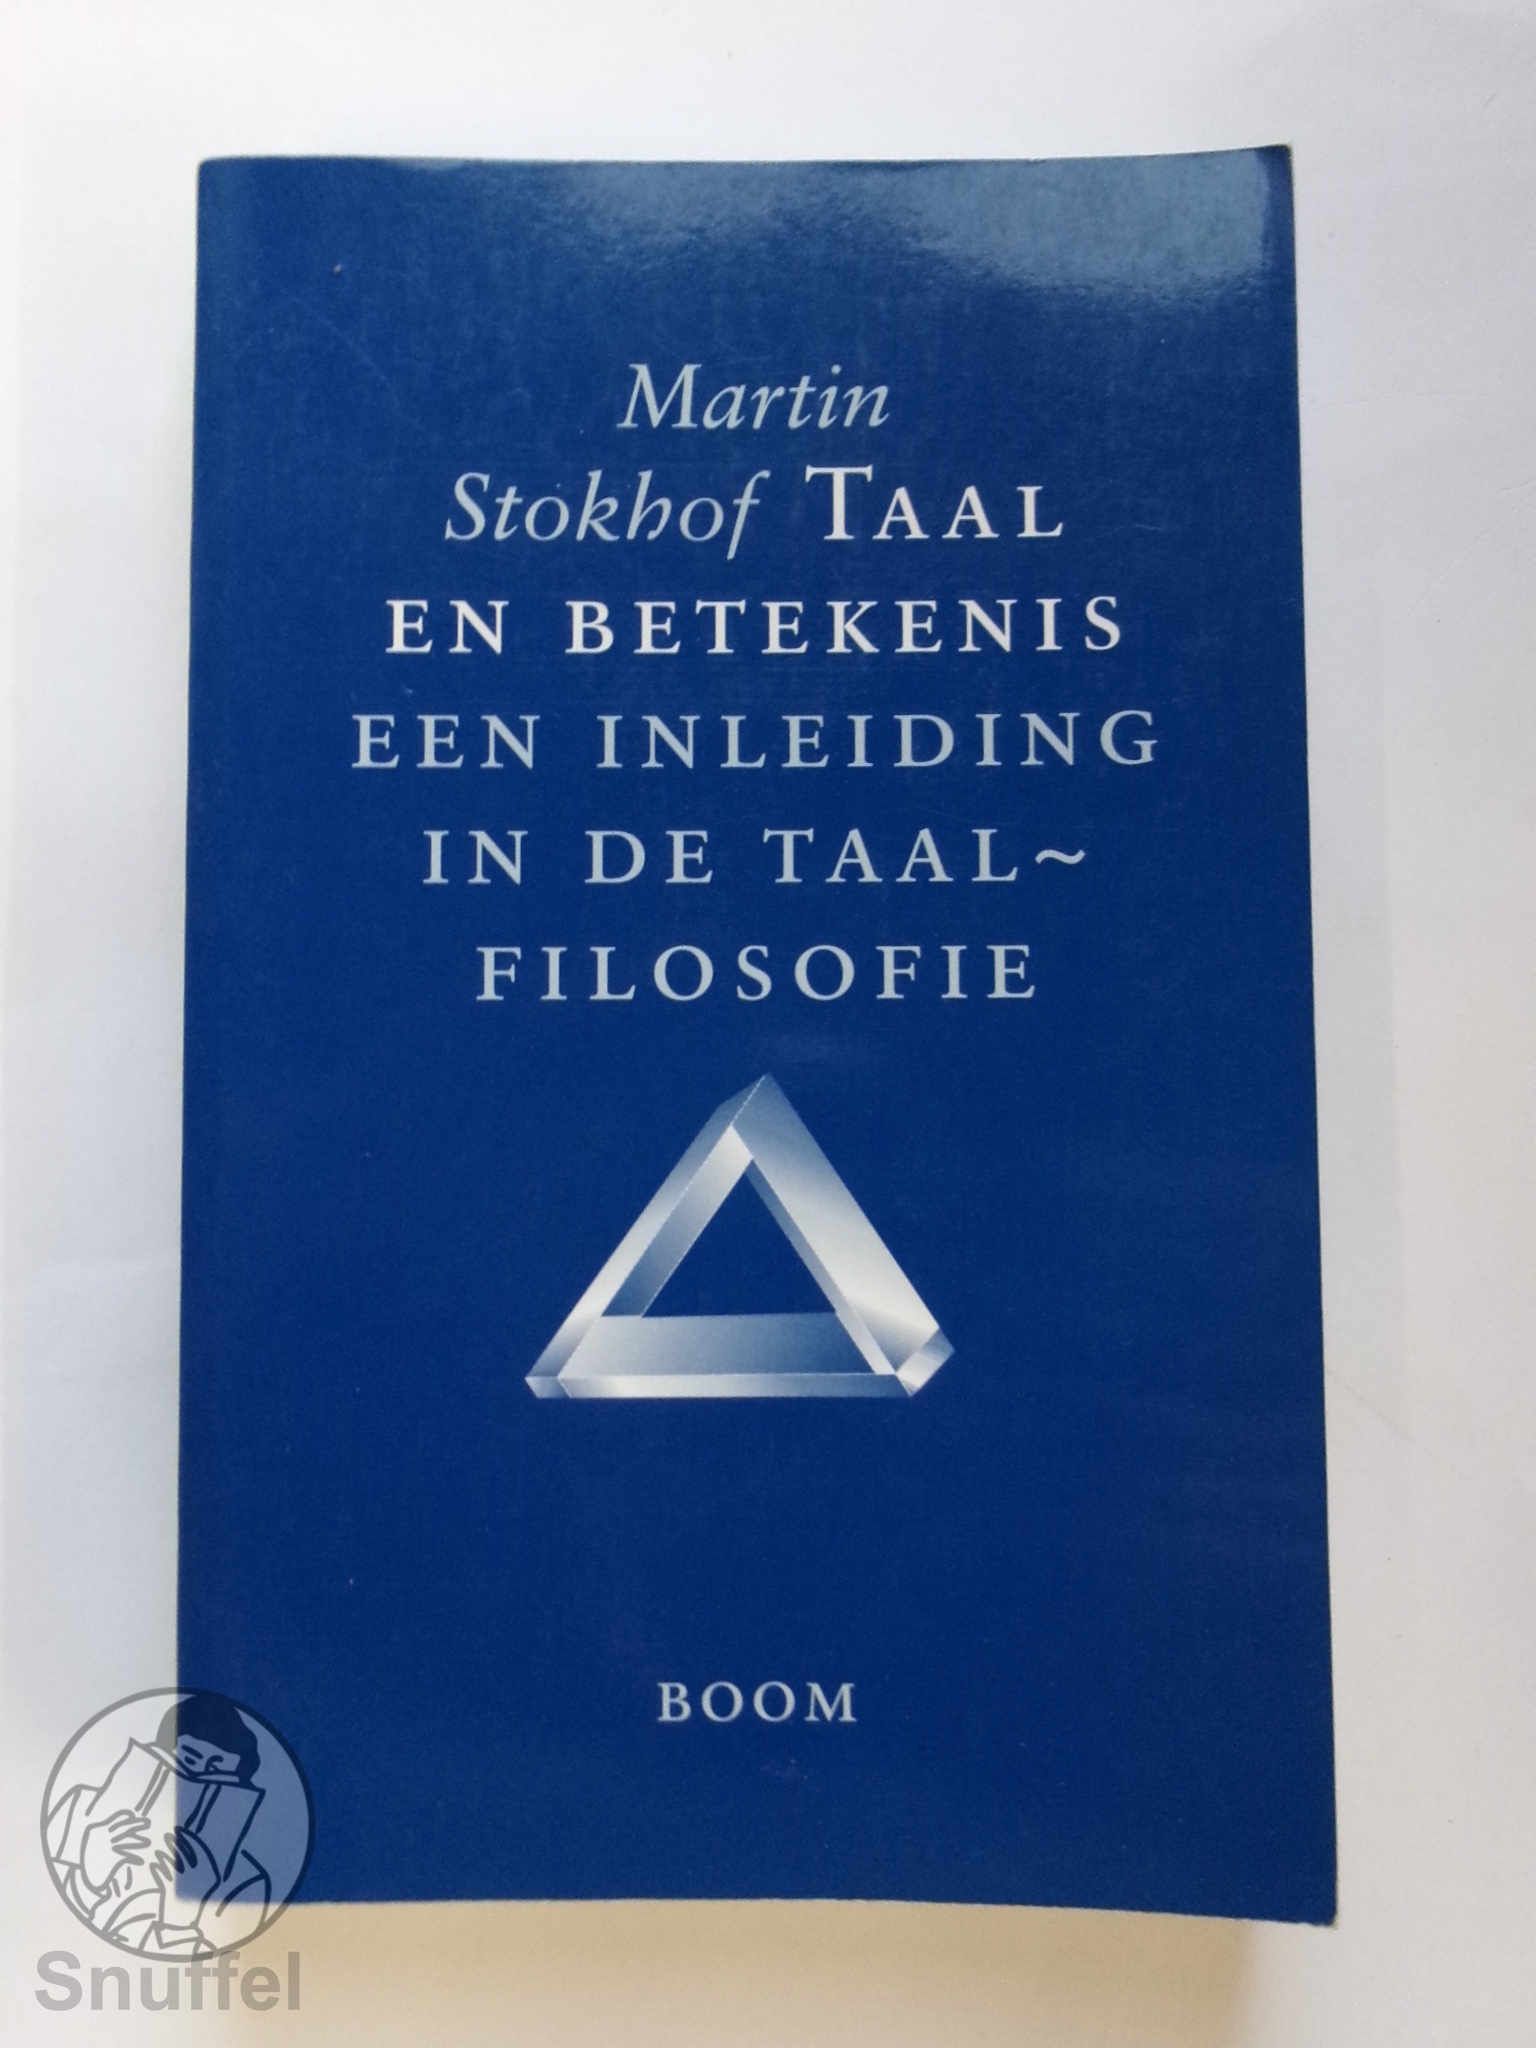 Martin
Stokhof TAAL
EN BETEKENIS
EEN INLEIDING
IN DE TAAL~
FILOSOFIE
BOOM
Snuffel